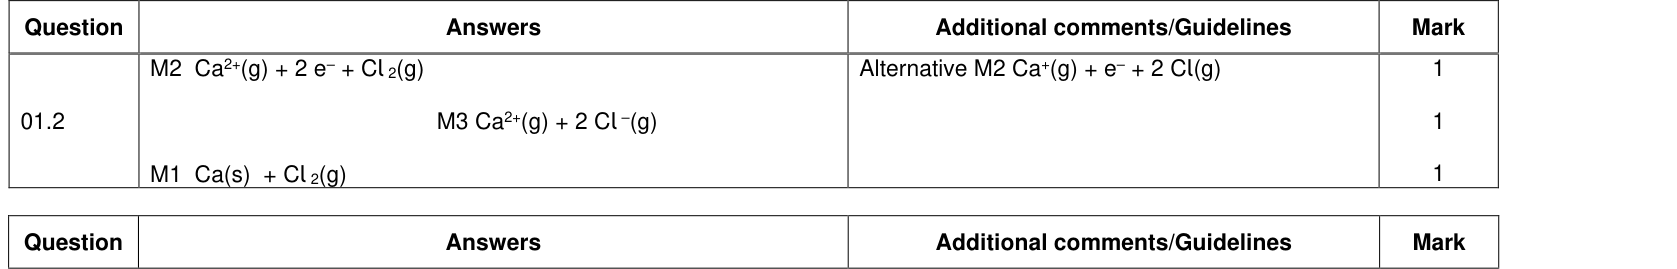 Question Answers Additional comments/Guidelines Mark
M2 Ca²⁺(g) + 2 e⁻ + Cl₂(g) Alternative M2 Ca⁺(g) + e⁻ + 2 Cl(g) 1
01.2 M3 Ca²⁺(g) + 2 Cl⁻(g) 1
M1 Ca(s) + Cl₂(g) 1
Question Answers Additional comments/Guidelines Mark